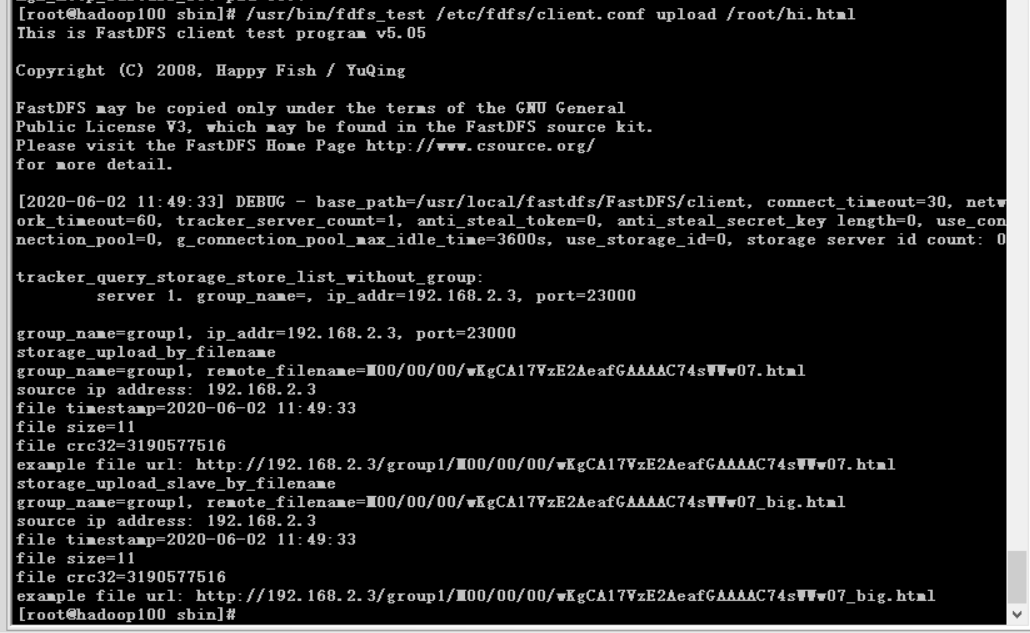 [root@hadoop100 sbin]# /usr/bin/fdfs_test /etc/fdfs/client.conf upload /root/hi.html
This is FastDFS client test program v5.05
Copyright (C) 2008, Happy Fish / YuQing
FastDFS may be copied only under the terms of the GNU General
Public License V3, which may be found in the FastDFS source kit.
Please visit the FastDFS Home Page http://www.csource.org/
for more detail.
[2020-06-02 11:49:33] DEBUG - base_path=/usr/local/fastdfs/FastDFS/client, connect_timeout=30, netw
ork_timeout=60, tracker_server_count=1, anti_steal_token=0, anti_steal_secret_key length=0, use_con
nection_pool=0, g_connection_pool_max_idle_time=3600s, use_storage_id=0, storage server id count: 0
tracker_query_storage_store_list_without_group:
server 1. group_name=, ip_addr=192.168.2.3, port=23000
group_name=group1, ip_addr=192.168.2.3, port=23000
storage_upload_by_filename
group_name=group1, remote_filename=M00/00/00/wKgCA17VzE2AeafGAAAAC74sWWw07.html
source ip address: 192.168.2.3
file timestamp=2020-06-02 11:49:33
file size=11
file crc32=3190577516
example file url: http://192.168.2.3/group1/M00/00/00/wKgCA17VzE2AeafGAAAAC74sWWw07.html
storage_upload_slave_by_filename
group_name=group1, remote_filename=M00/00/00/wKgCA17VzE2AeafGAAAAC74sWWw07_big.html
source ip address: 192.168.2.3
file timestamp=2020-06-02 11:49:33
file size=11
file crc32=3190577516
example file url: http://192.168.2.3/group1/M00/00/00/wKgCA17VzE2AeafGAAAAC74sWWw07_big.html
[root@hadoop100 sbin]#